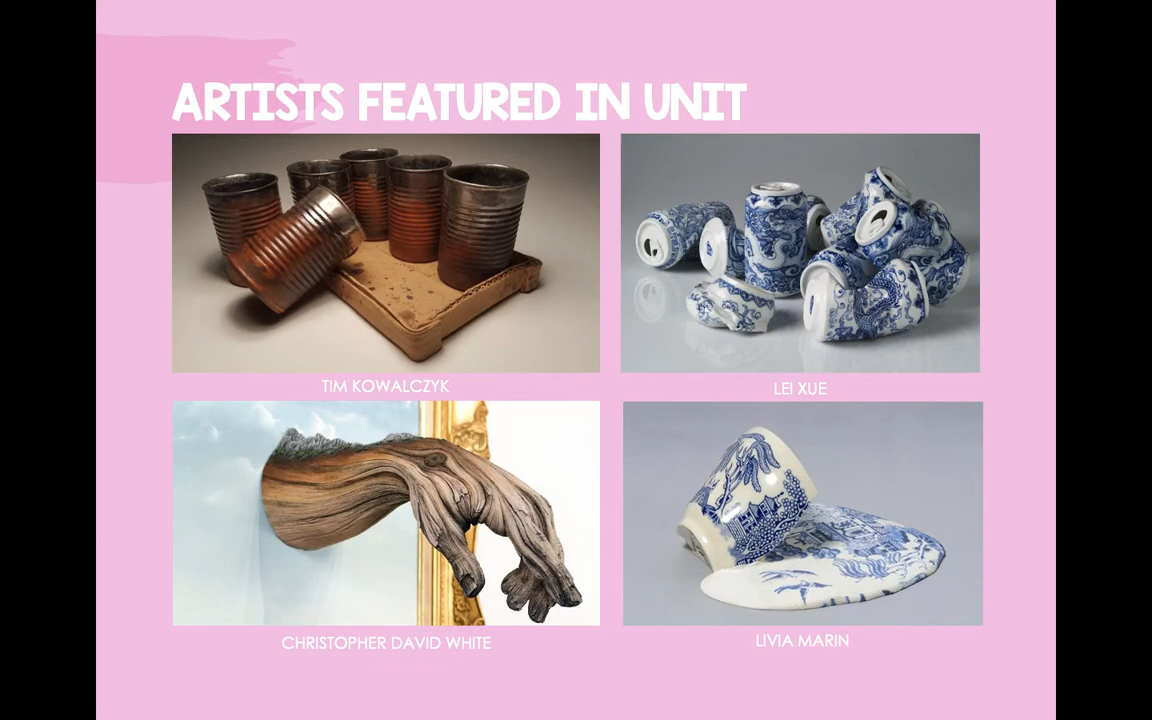 ARTISTS FEATURED IN UNIT
TIM KOWALCZYK
LEI XUE
CHRISTOPHER DAVID WHITE
LIVIA MARIN